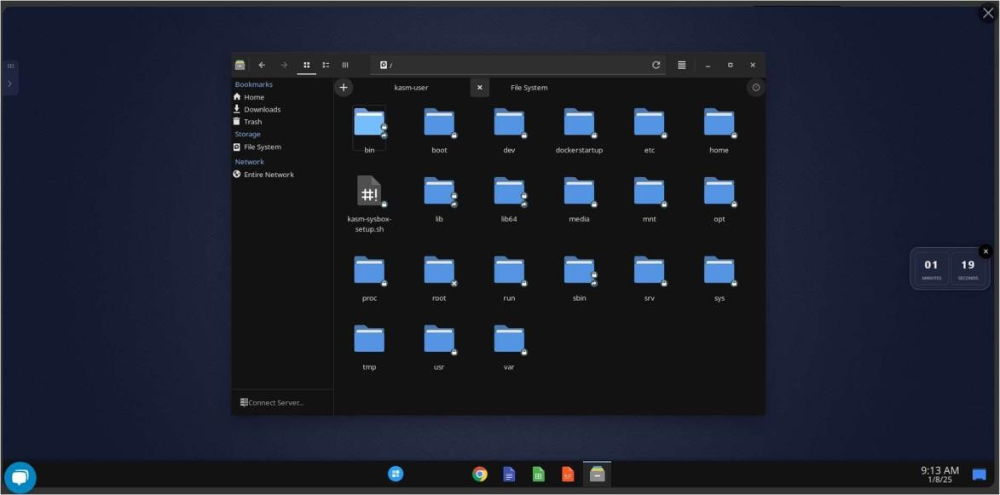 /
Bookmarks
Home
Downloads
Trash
Storage
File System
Network
Entire Network
Connect Server...
kasm-user
File System
bin
boot
dev
dockerstartup
etc
home
#!
kasm-sysbox-
setup.sh
lib
lib64
media
mnt
opt
proc
root
run
sbin
srv
sys
tmp
usr
var
01
MINUTES
19
SECONDS
9:13 AM
1/8/25